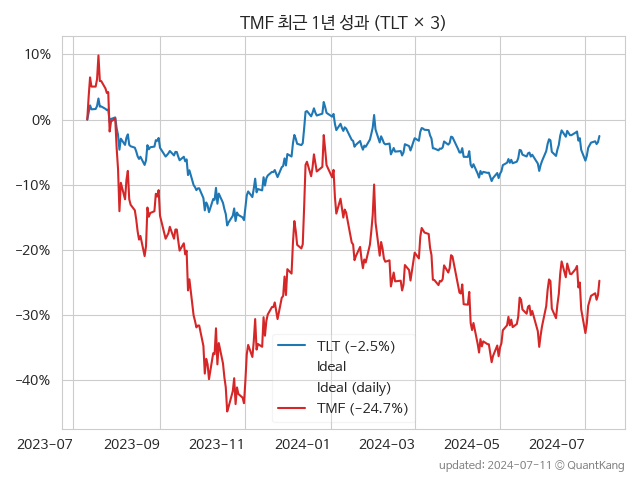 TMF 최근 1년 성과 (TLT × 3)
10%
0%
−10%
−20%
−30%
−40%
TLT (−2.5%)
Ideal
Ideal (daily)
TMF (−24.7%)
2023-07
2023-09
2023-11
2024-01
2024-03
2024-05
2024-07
updated: 2024-07-11 © QuantKang